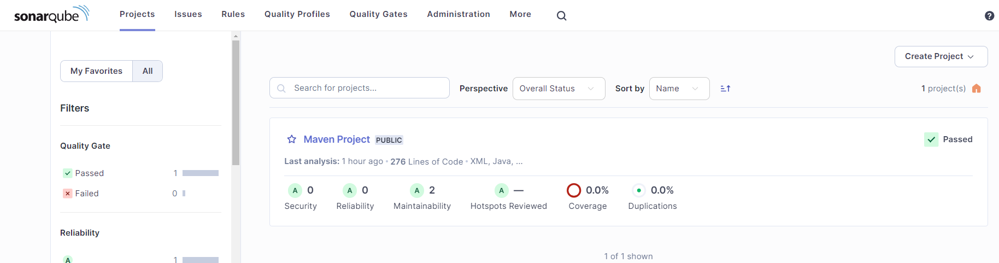 sonarqube Projects Issues Rules Quality Profiles Quality Gates Administration More ?
Create Project
My Favorites All
Search for projects... Perspective Overall Status Sort by Name 1 project(s)
Filters
Quality Gate
Passed 1
Failed 0
Reliability
A 1
Maven Project PUBLIC Passed
Last analysis: 1 hour ago • 276 Lines of Code • XML, Java, ...
A 0 A 0 A 2 A — 0.0% 0.0%
Security Reliability Maintainability Hotspots Reviewed Coverage Duplications
1 of 1 shown